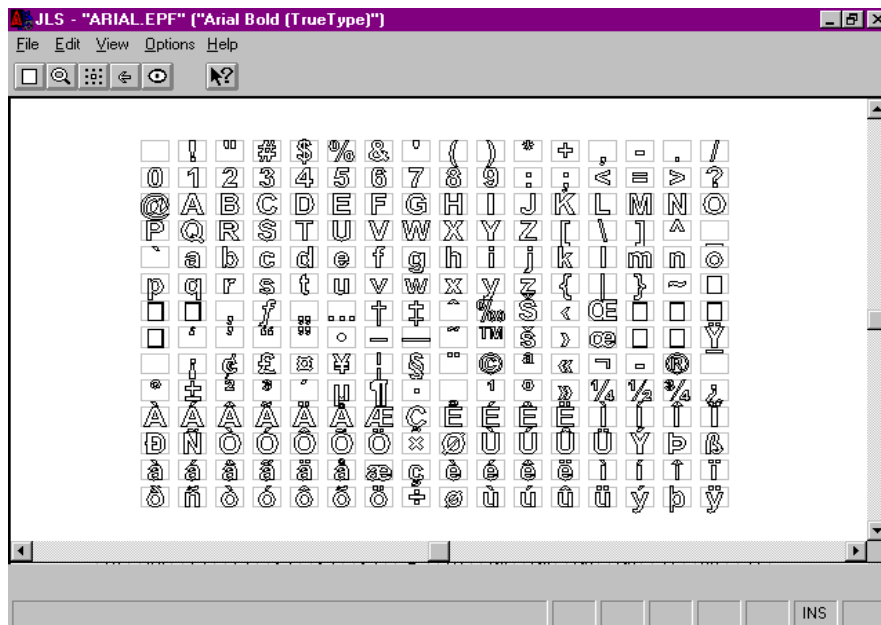 JLS - "ARIAL.EPF" ("Arial Bold (TrueType)")
File Edit View Options Help
! " # $ % & ' ( ) * + , - . /
0 1 2 3 4 5 6 7 8 9 : ; < = > ?
@ A B C D E F G H I J K L M N O
P Q R S T U V W X Y Z [ \ ] ^ _
` a b c d e f g h i j k l m n o
p q r s t u v w x y z { | } ~ □
□ □ ‚ ƒ „ … † ‡ ˆ ‰ Š ‹ Œ □ □ □
□ ‘ ’ “ ” ◦ – — ˜ ™ š › œ □ □ Ÿ
¡ ¢ £ ¤ ¥ ¦ § ¨ © ª « ¬ - ® ¯
° ± ² ³ ´ µ ¶ · ¸ ¹ º » ¼ ½ ¾ ¿
À Á Â Ã Ä Å Æ Ç È É Ê Ë Ì Í Î Ï
Ð Ñ Ò Ó Ô Õ Ö × Ø Ù Ú Û Ü Ý Þ ß
à á â ã ä å æ ç è é ê ë ì í î ï
ð ñ ò ó ô õ ö ÷ ø ù ú û ü ý þ ÿ
INS